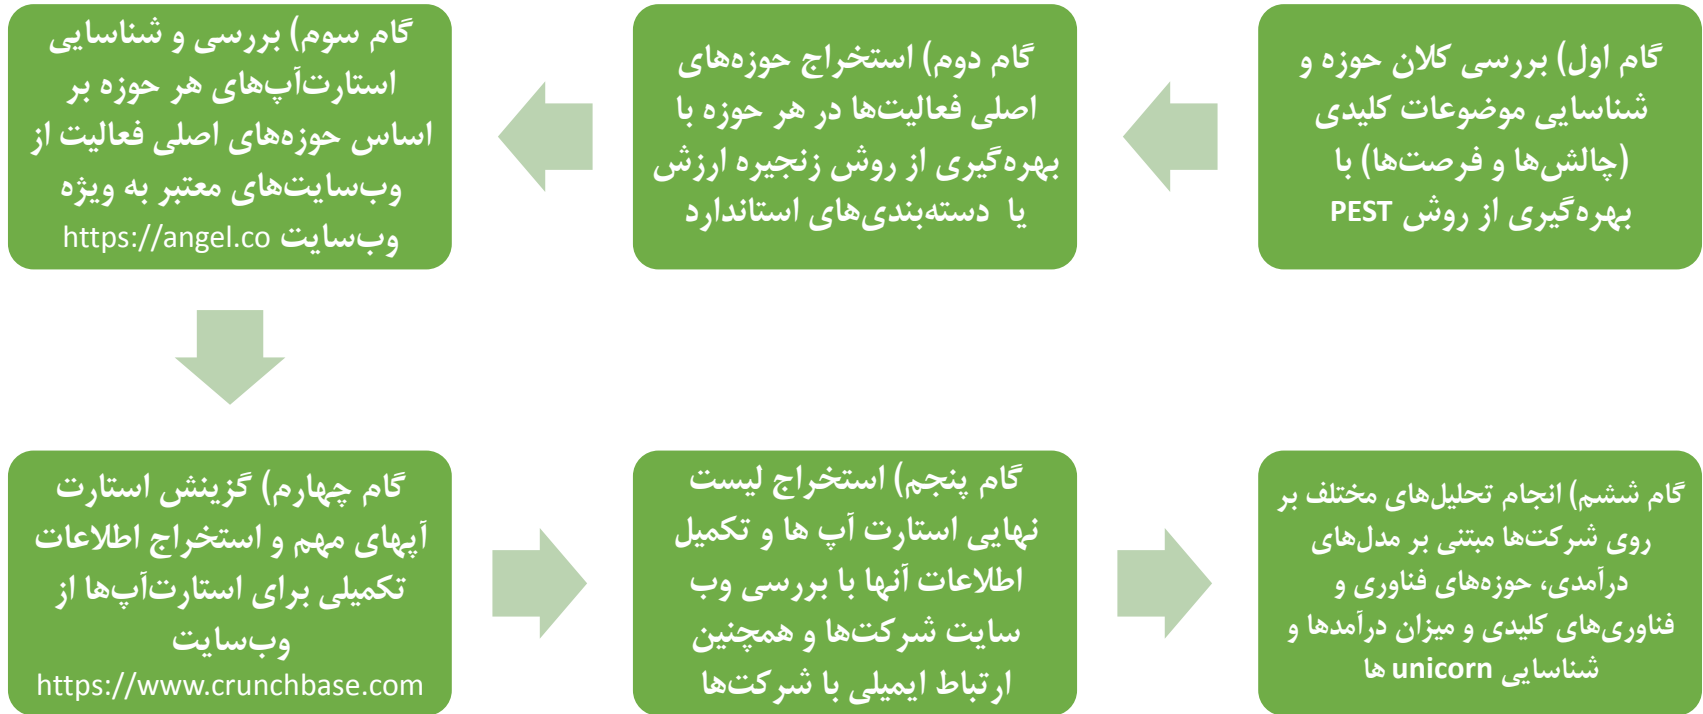 گام اول) بررسی کلان حوزه و
شناسایی موضوعات کلیدی
(چالش‌ها و فرصت‌ها) با
بهره‌گیری از روش PEST
گام دوم) استخراج حوزه‌های
اصلی فعالیت‌ها در هر حوزه با
بهره‌گیری از روش زنجیره ارزش
یا دسته‌بندی‌های استاندارد
گام سوم) بررسی و شناسایی
استارت‌آپ‌های هر حوزه بر
اساس حوزه‌های اصلی فعالیت از
وب‌سایت‌های معتبر به ویژه
وب‌سایت https://angel.co
گام چهارم) گزینش استارت
آپهای مهم و استخراج اطلاعات
تکمیلی برای استارت‌آپ‌ها از
وب‌سایت
https://www.crunchbase.com
گام پنجم) استخراج لیست
نهایی استارت آپ ها و تکمیل
اطلاعات آنها با بررسی وب
سایت شرکت‌ها و همچنین
ارتباط ایمیلی با شرکت‌ها
گام ششم) انجام تحلیل‌های مختلف بر
روی شرکت‌ها مبتنی بر مدل‌های
درآمدی، حوزه‌های فناوری و
فناوری‌های کلیدی و میزان درآمدها و
شناسایی unicorn ها